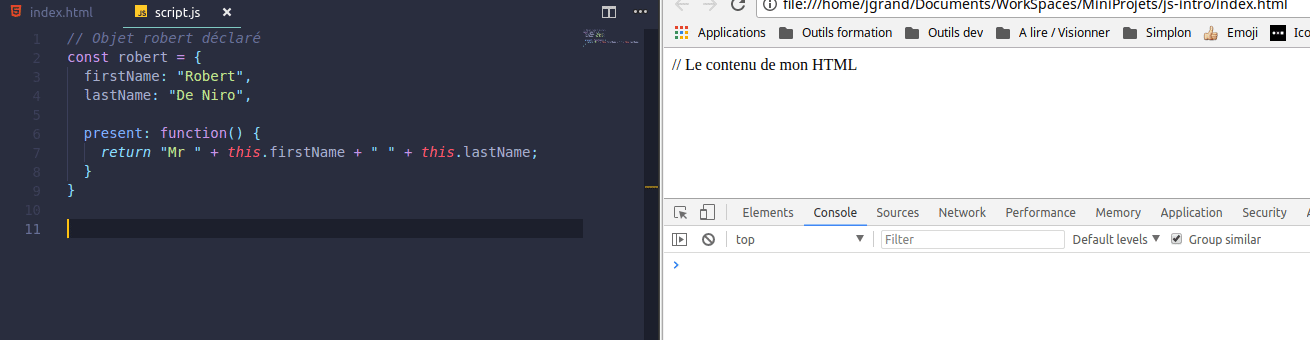 index.html
script.js
1 // Objet robert déclaré
2 const robert = {
3 firstName: "Robert",
4 lastName: "De Niro",
5
6 present: function() {
7 return "Mr " + this.firstName + " " + this.lastName;
8 }
9 }
10
11
file:///home/jgrand/Documents/WorkSpaces/MiniProjets/js-intro/index.html
Applications Outils formation Outils dev A lire / Visionner Simplon Emoji Ico
// Le contenu de mon HTML
Elements Console Sources Network Performance Memory Application Security
top Filter Default levels Group similar